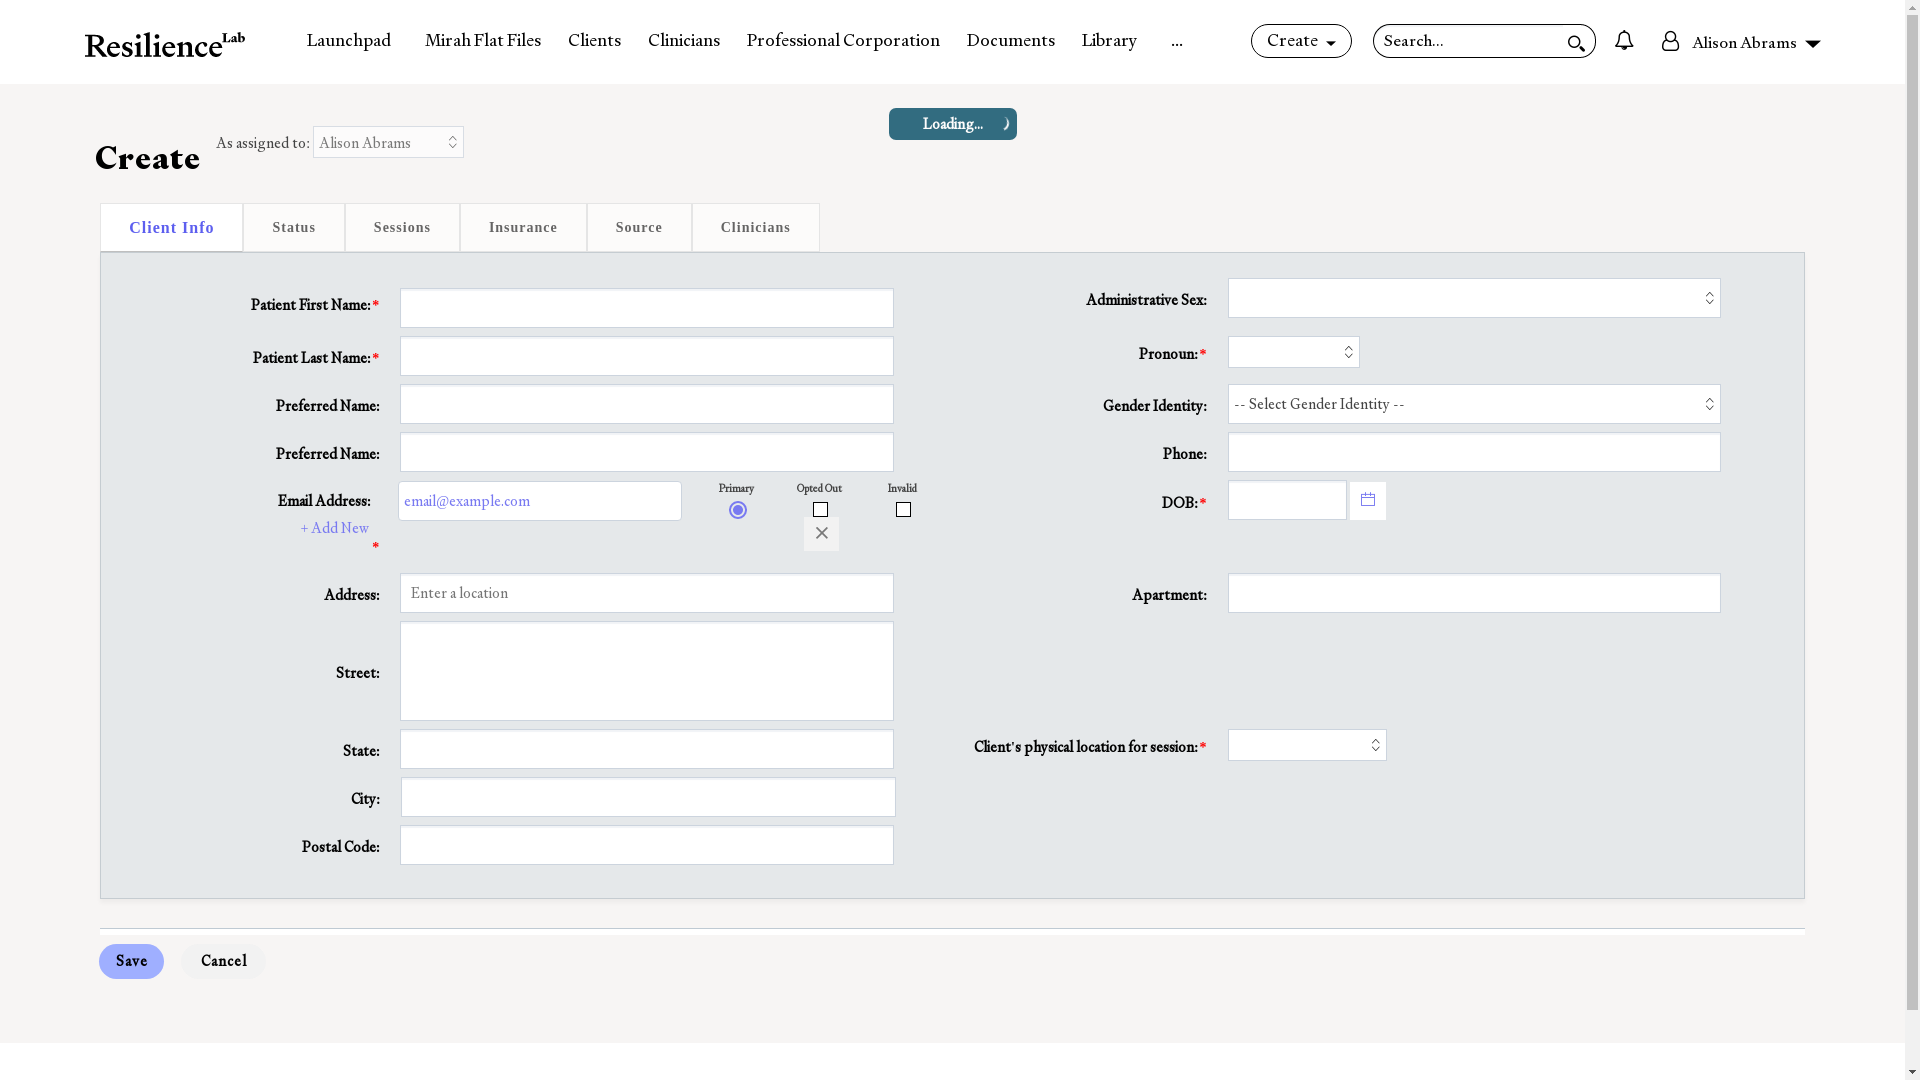 ResilienceLab
Launchpad
Mirah Flat Files
Clients
Clinicians
Professional Corporation
Documents
Library
...
Create
Search...
Alison Abrams
Loading...
Create
As assigned to:
Alison Abrams
Client Info
Status
Sessions
Insurance
Source
Clinicians
Patient First Name:*
Administrative Sex:
Patient Last Name:*
Pronoun:*
Preferred Name:
Gender Identity:
-- Select Gender Identity --
Preferred Name:
Phone:
Email Address:
email@example.com
Primary
Opted Out
Invalid
DOB:*
+ Add New
*
Address:
Enter a location
Apartment:
Street:
State:
Client's physical location for session:*
City:
Postal Code:
Save
Cancel